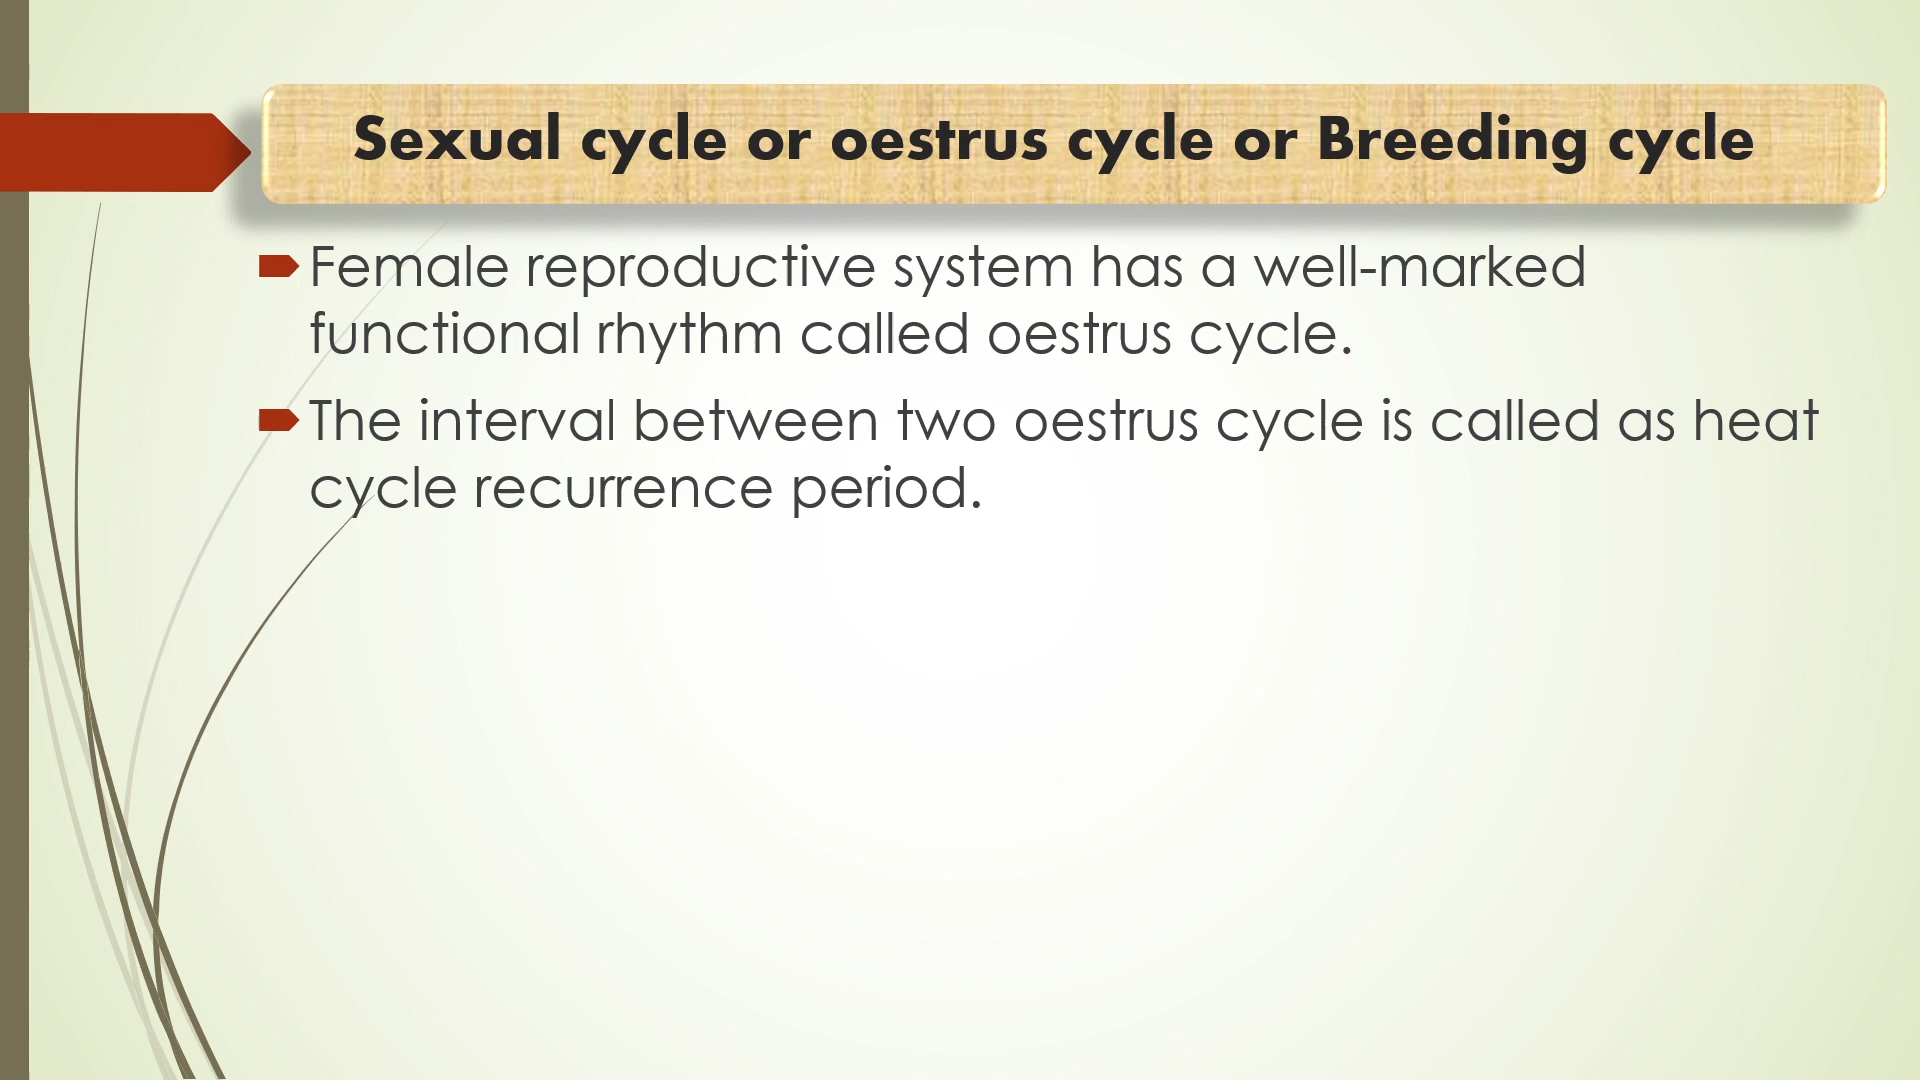 Sexual cycle or oestrus cycle or Breeding cycle
Female reproductive system has a well-marked
functional rhythm called oestrus cycle.
The interval between two oestrus cycle is called as heat
cycle recurrence period.